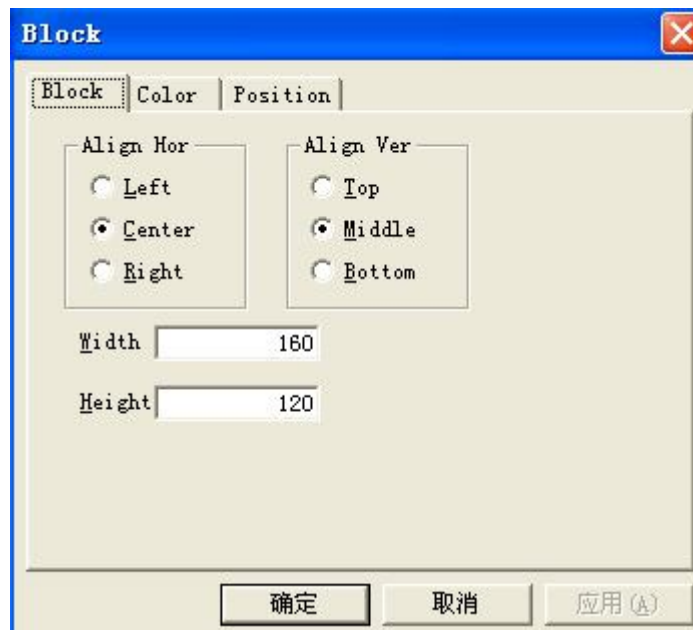 Block
Block Color Position
Align Hor Align Ver
Left Top
Center Middle
Right Bottom
Width 160
Height 120
确定 取消 应用(A)